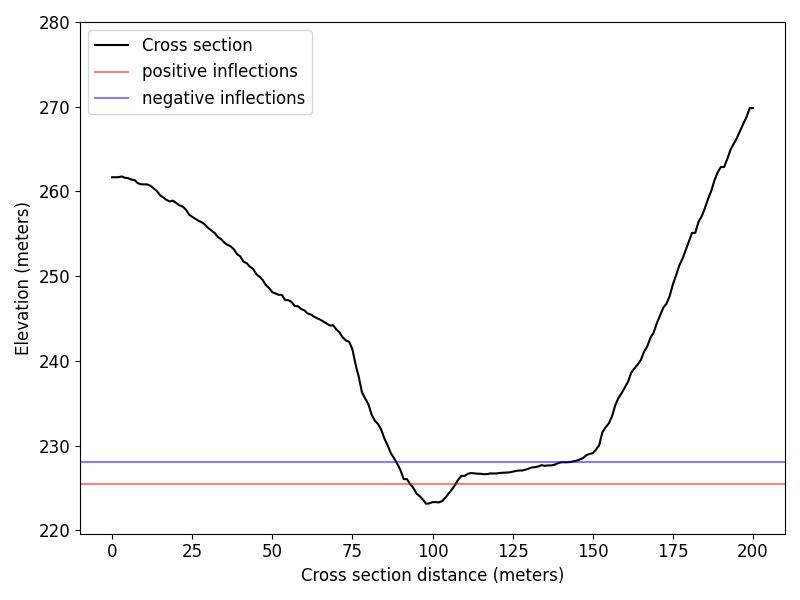 Cross section
positive inflections
negative inflections
280
270
260
250
240
230
220
Elevation (meters)
0 25 50 75 100 125 150 175 200
Cross section distance (meters)